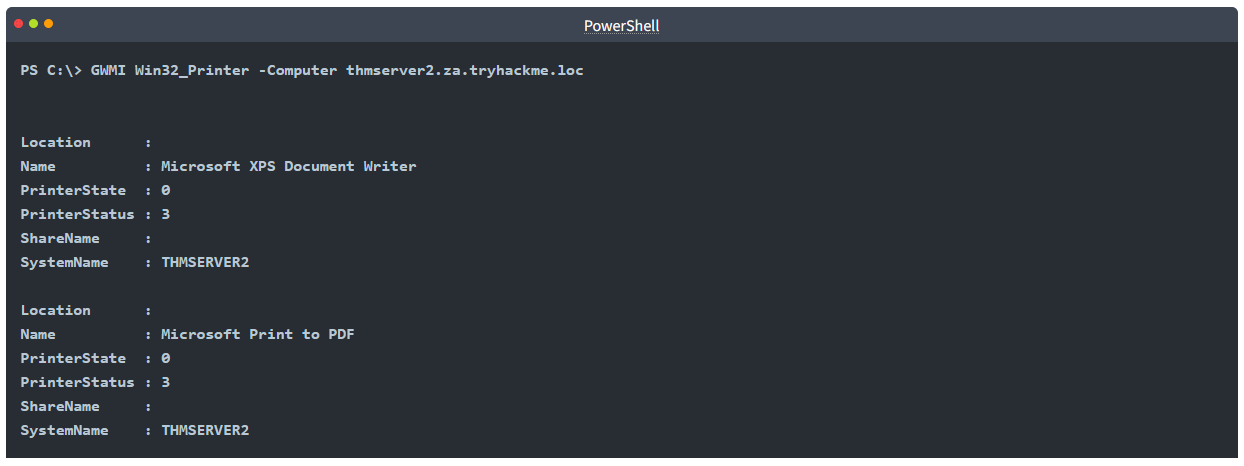 PowerShell
PS C:\> GWMI Win32_Printer -Computer thmserver2.za.tryhackme.loc
Location      :
Name          : Microsoft XPS Document Writer
PrinterState  : 0
PrinterStatus : 3
ShareName     :
SystemName    : THMSERVER2
Location      :
Name          : Microsoft Print to PDF
PrinterState  : 0
PrinterStatus : 3
ShareName     :
SystemName    : THMSERVER2